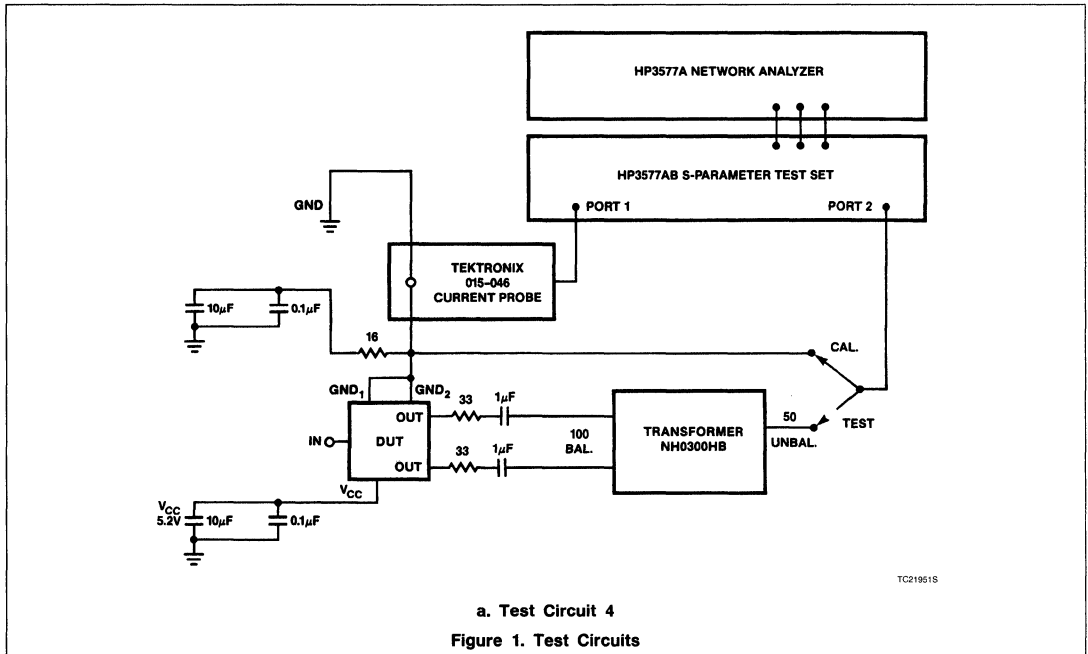 HP3577A NETWORK ANALYZER
HP3577AB S-PARAMETER TEST SET
PORT 1
PORT 2
GND
TEKTRONIX
015-046
CURRENT PROBE
10µF
0.1µF
16
CAL.
GND1
GND2
OUT
33
1µF
IN
DUT
100
BAL.
TRANSFORMER
NH0300HB
50
UNBAL.
TEST
OUT
33
1µF
VCC
VCC
5.2V
10µF
0.1µF
TC21951S
a. Test Circuit 4
Figure 1. Test Circuits